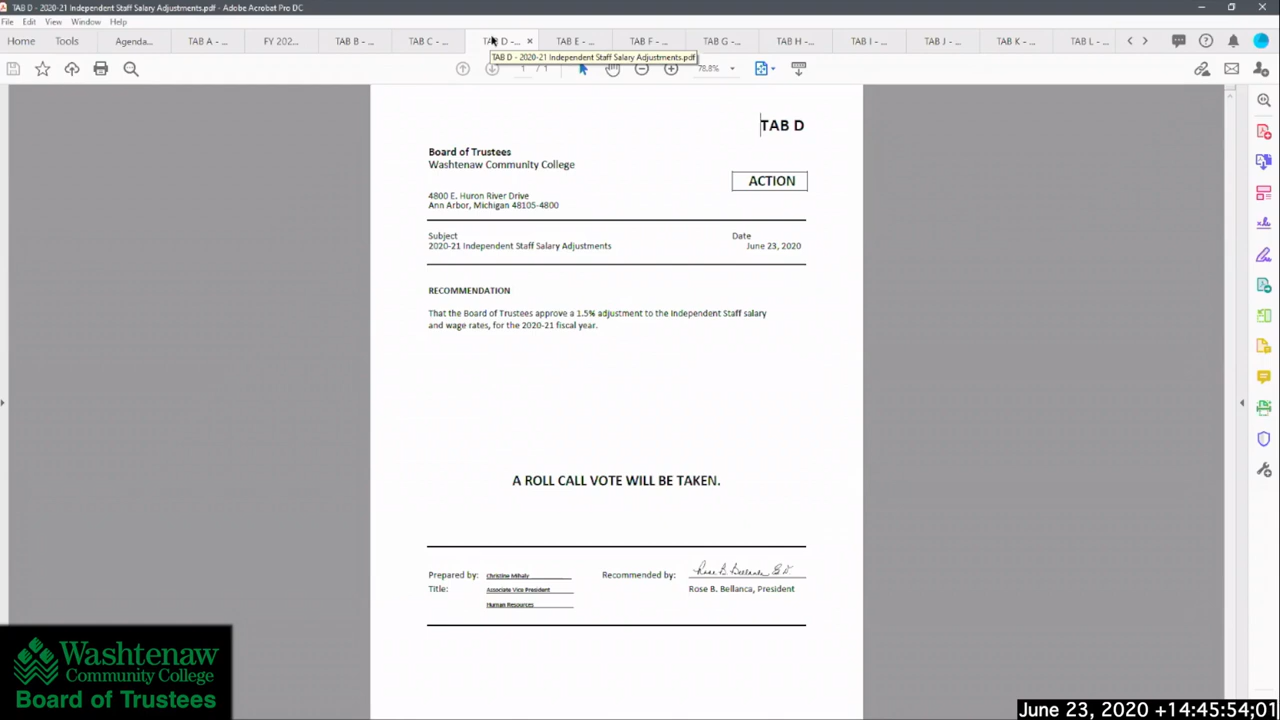 TAB D - 2020-21 Independent Staff Salary Adjustments.pdf - Adobe Acrobat Pro DC
File Edit View Window Help
Home Tools Agenda... TAB A - ... FY 202... TAB B - ... TAB C - ... TAB D -... TAB E - ... TAB F - ... TAB G -... TAB H -... TAB I - ... TAB J - ... TAB K - ... TAB L - ...
TAB D - 2020-21 Independent Staff Salary Adjustments.pdf
1 / 1 78.8%
TAB D
Board of Trustees
Washtenaw Community College
ACTION
4800 E. Huron River Drive
Ann Arbor, Michigan 48105-4800
Subject Date
2020-21 Independent Staff Salary Adjustments June 23, 2020
RECOMMENDATION
That the Board of Trustees approve a 1.5% adjustment to the Independent Staff salary
and wage rates, for the 2020-21 fiscal year.
A ROLL CALL VOTE WILL BE TAKEN.
Prepared by: Christine Mihaly Recommended by: Rose B. Bellanca
Title: Associate Vice President Rose B. Bellanca, President
Human Resources
Washtenaw
Community College
Board of Trustees
June 23, 2020 +14:45:54;01